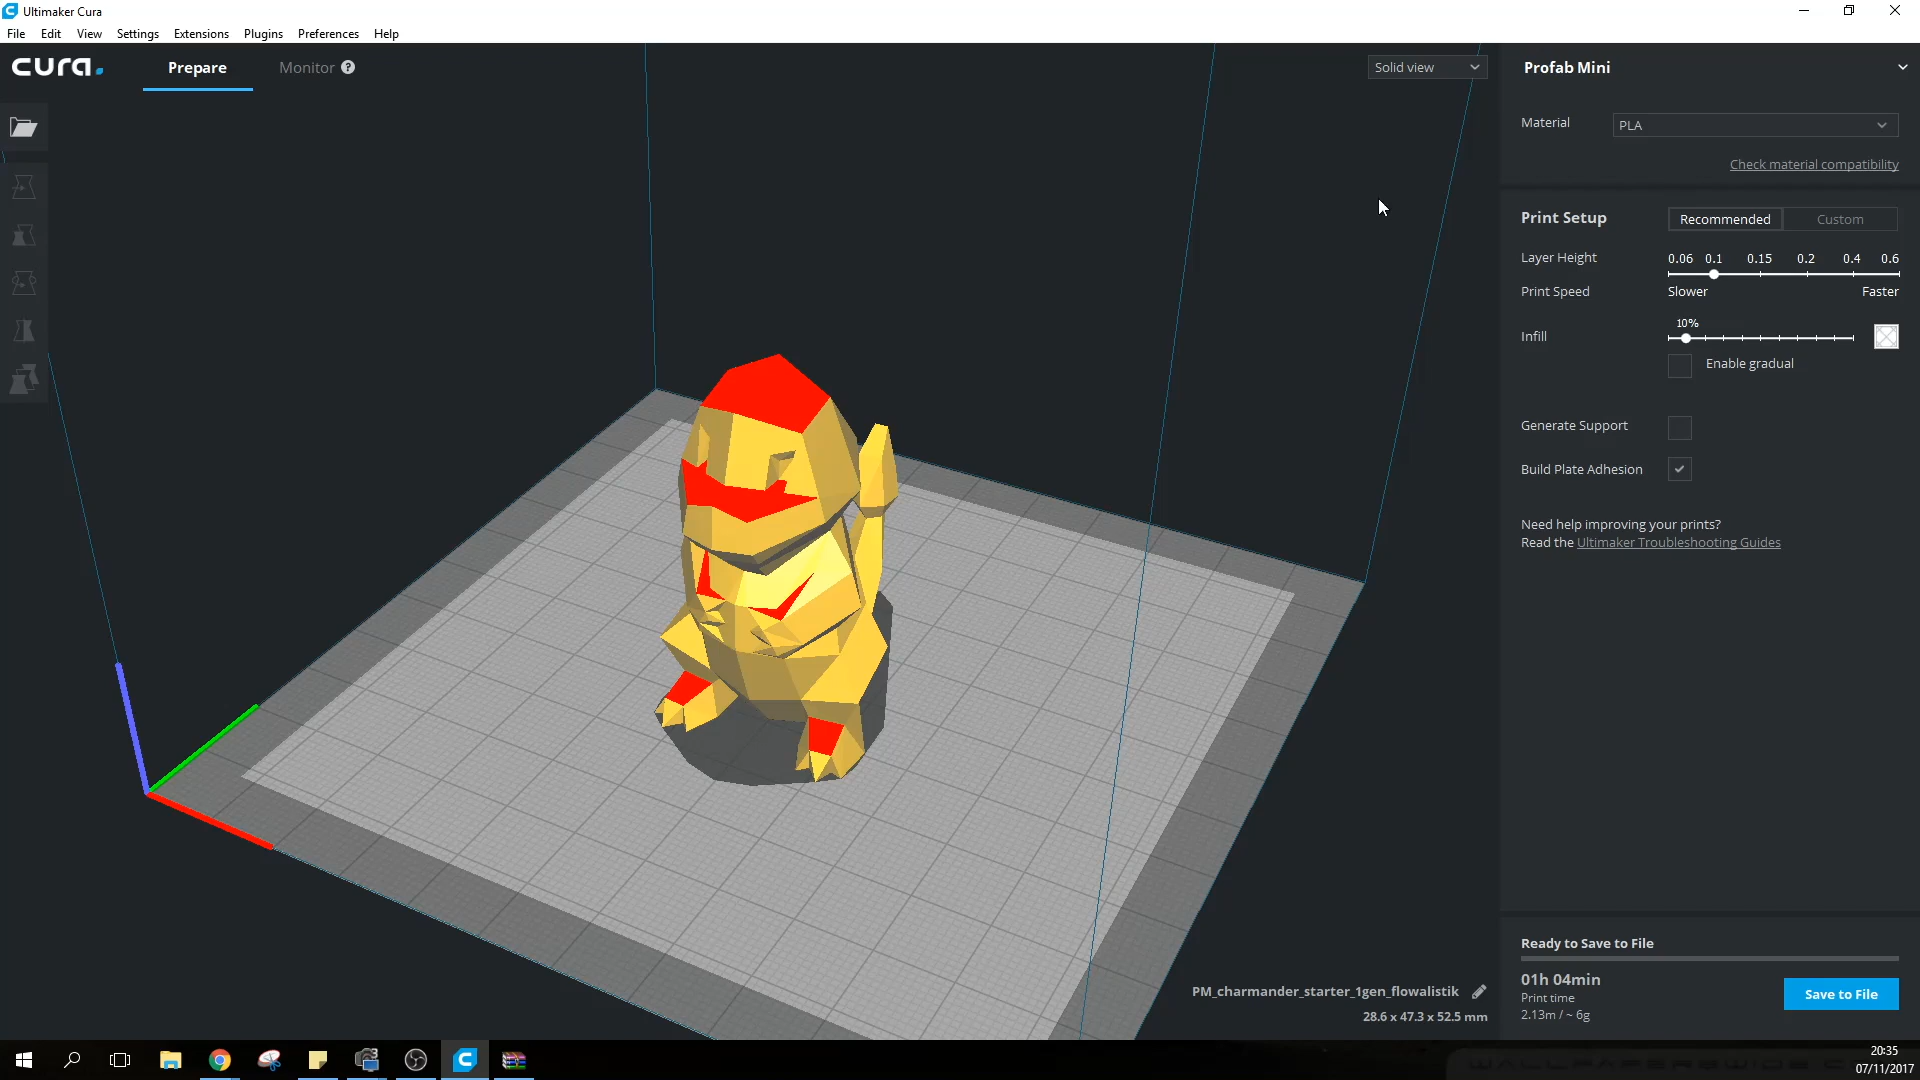 Ultimaker Cura
File Edit View Settings Extensions Plugins Preferences Help
cura. Prepare Monitor ? Solid view Profab Mini
Material PLA
Check material compatibility
Print Setup Recommended Custom
Layer Height 0.06 0.1 0.15 0.2 0.4 0.6
Print Speed Slower Faster
10%
Infill
Enable gradual
Generate Support
Build Plate Adhesion
Need help improving your prints?
Read the Ultimaker Troubleshooting Guides
Ready to Save to File
01h 04min
Print time
2.13m / ~ 6g
Save to File
PM_charmander_starter_1gen_flowalistik
28.6 x 47.3 x 52.5 mm
20:35
07/11/2017